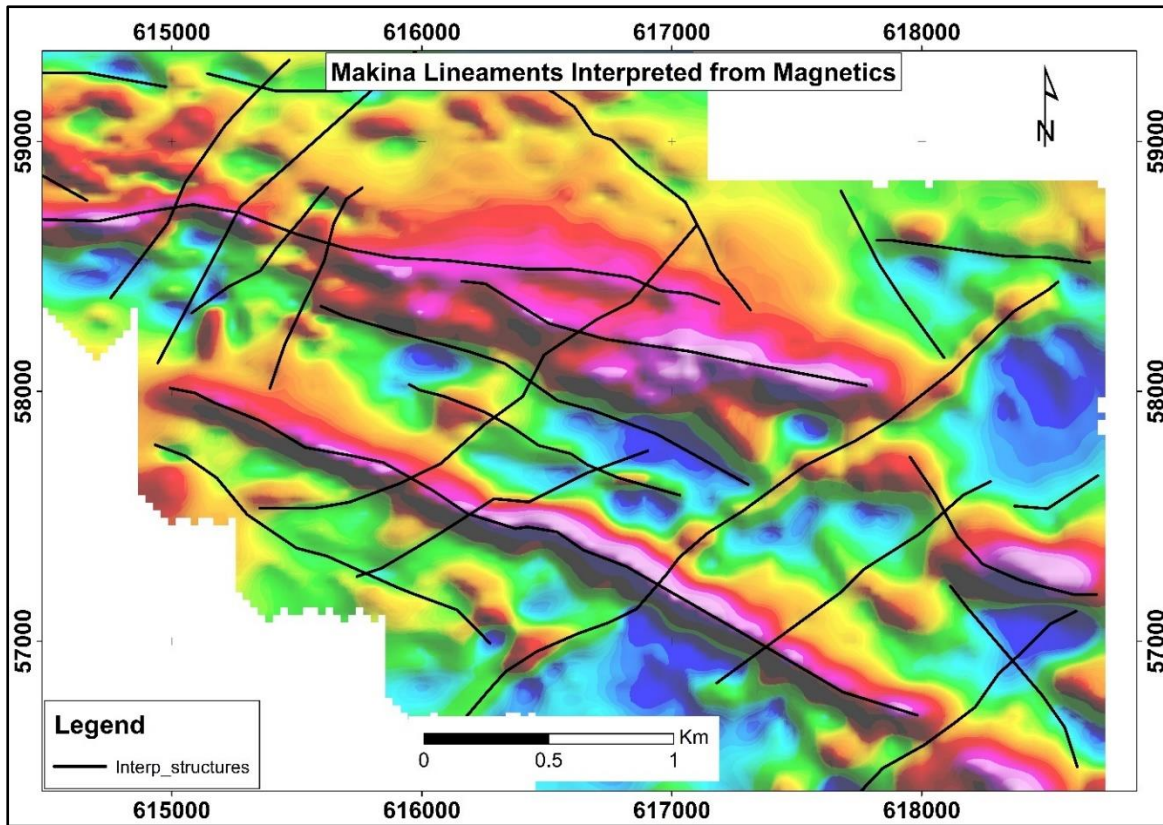 615000 616000 617000 618000
Makina Lineaments Interpreted from Magnetics
N
59000 59000
58000 58000
57000 57000
Legend
Interp_structures
Km
0 0.5 1
615000 616000 617000 618000